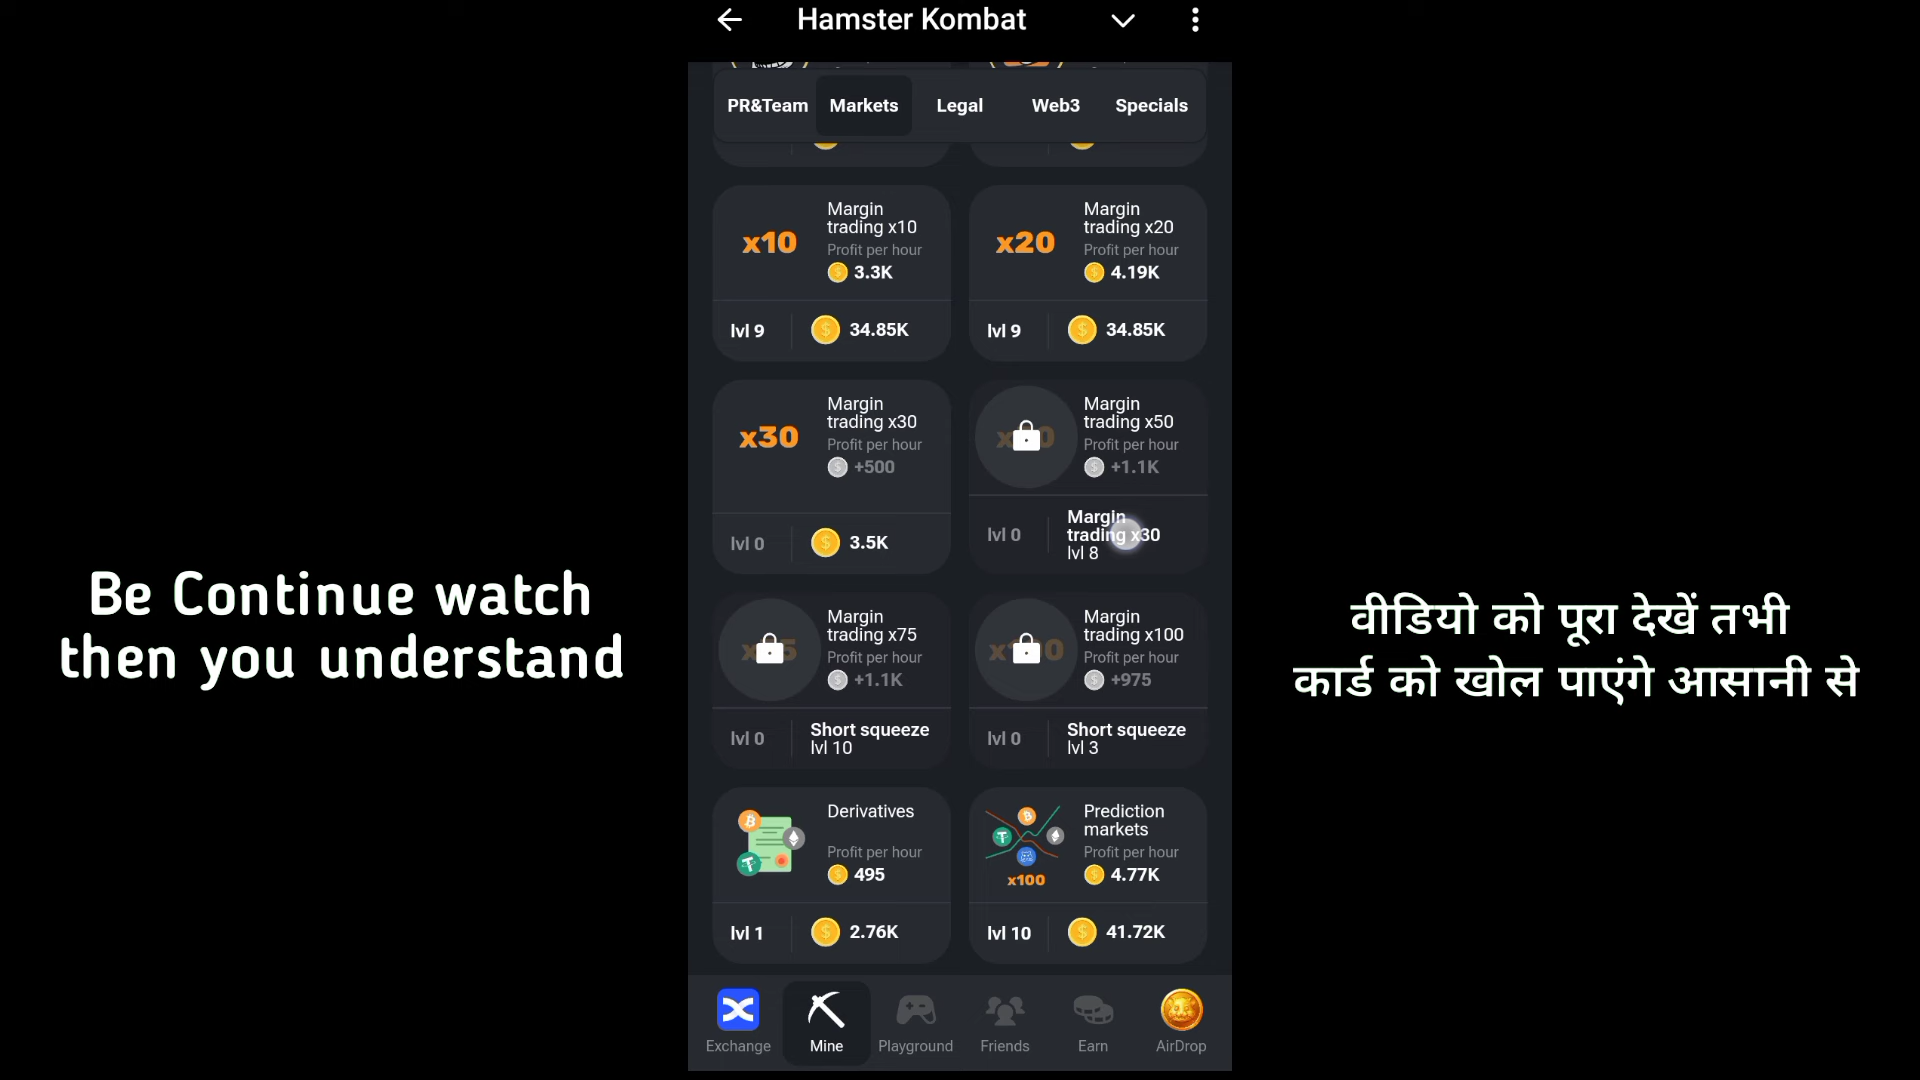 Hamster Kombat
PR&Team Markets Legal Web3 Specials
x10
Margin
trading x10
Profit per hour
3.3K
lvl 9
34.85K
x20
Margin
trading x20
Profit per hour
4.19K
lvl 9
34.85K
x30
Margin
trading x30
Profit per hour
+500
lvl 0
3.5K
Margin
trading x50
Profit per hour
+1.1K
lvl 0
Margin
trading x30
lvl 8
Margin
trading x75
Profit per hour
+1.1K
lvl 0
Short squeeze
lvl 10
Margin
trading x100
Profit per hour
+975
lvl 0
Short squeeze
lvl 3
Derivatives
Profit per hour
495
lvl 1
2.76K
x100
Prediction
markets
Profit per hour
4.77K
lvl 10
41.72K
Exchange Mine Playground Friends Earn AirDrop
Be Continue watch
then you understand
वीडियो को पूरा देखें तभी
कार्ड को खोल पाएंगे आसानी से